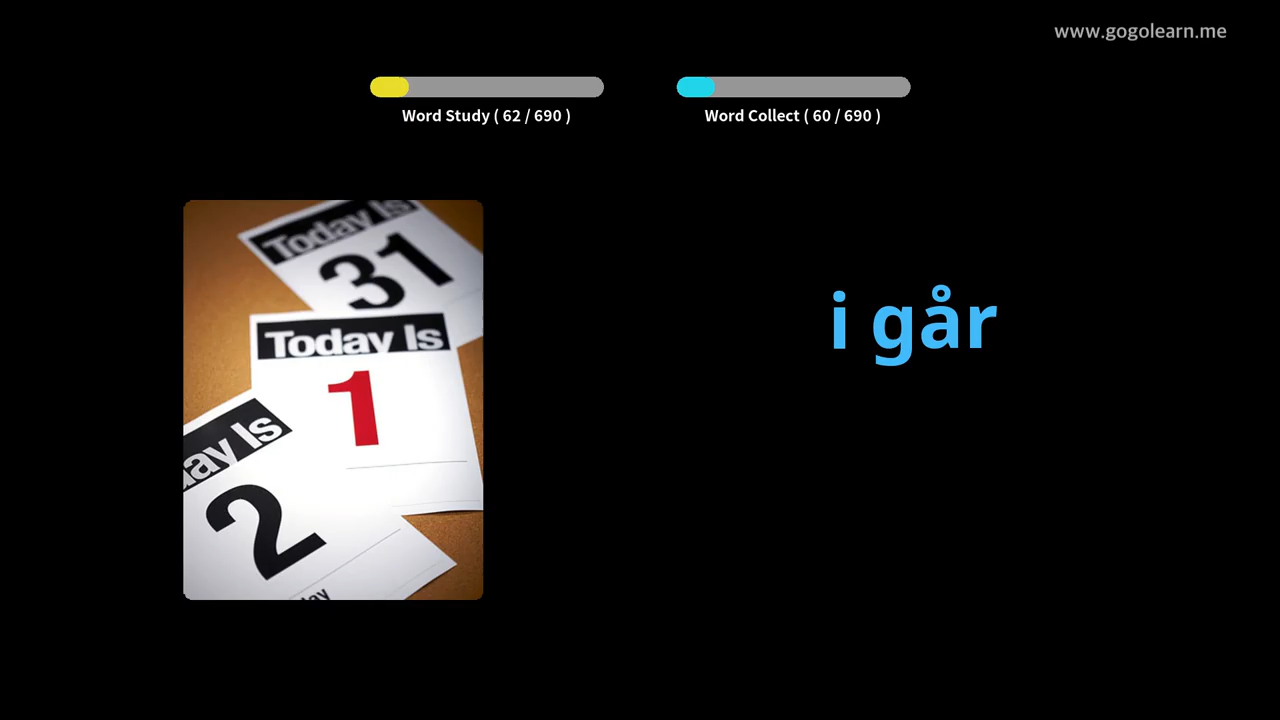 www.gogolearn.me
Word Study ( 62 / 690 )
Word Collect ( 60 / 690 )
Today Is
31
Today Is
1
i går
ay Is
2
ay